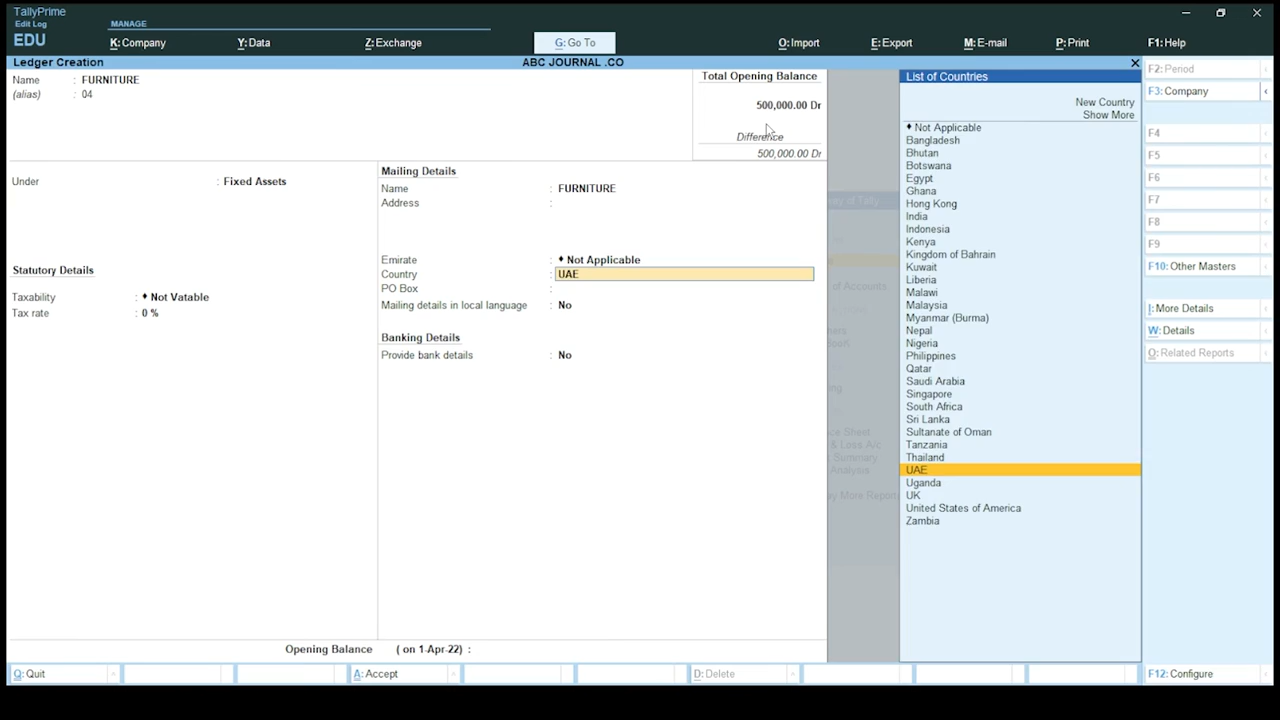 TallyPrime
Edit Log
EDU
MANAGE
K: Company
Y: Data
Z: Exchange
G: Go To
O: Import
E: Export
M: E-mail
P: Print
F1: Help
Ledger Creation
ABC JOURNAL .CO
Name : FURNITURE
(alias) : 04
Total Opening Balance
500,000.00 Dr
Difference
500,000.00 Dr
Under : Fixed Assets
Statutory Details
Taxability : ♦ Not Vatable
Tax rate : 0 %
Mailing Details
Name : FURNITURE
Address :
Emirate : ♦ Not Applicable
Country : UAE
PO Box :
Mailing details in local language : No
Banking Details
Provide bank details : No
Opening Balance ( on 1-Apr-22) :
of Accounts
& Loss A/c
Summary
Analysis
List of Countries
New Country
Show More
♦ Not Applicable
Bangladesh
Bhutan
Botswana
Egypt
Ghana
Hong Kong
India
Indonesia
Kenya
Kingdom of Bahrain
Kuwait
Liberia
Malawi
Malaysia
Myanmar (Burma)
Nepal
Nigeria
Philippines
Qatar
Saudi Arabia
Singapore
South Africa
Sri Lanka
Sultanate of Oman
Tanzania
Thailand
UAE
Uganda
UK
United States of America
Zambia
F2: Period
F3: Company
F4
F5
F6
F7
F8
F9
F10: Other Masters
I: More Details
W: Details
O: Related Reports
Q: Quit
A: Accept
D: Delete
F12: Configure